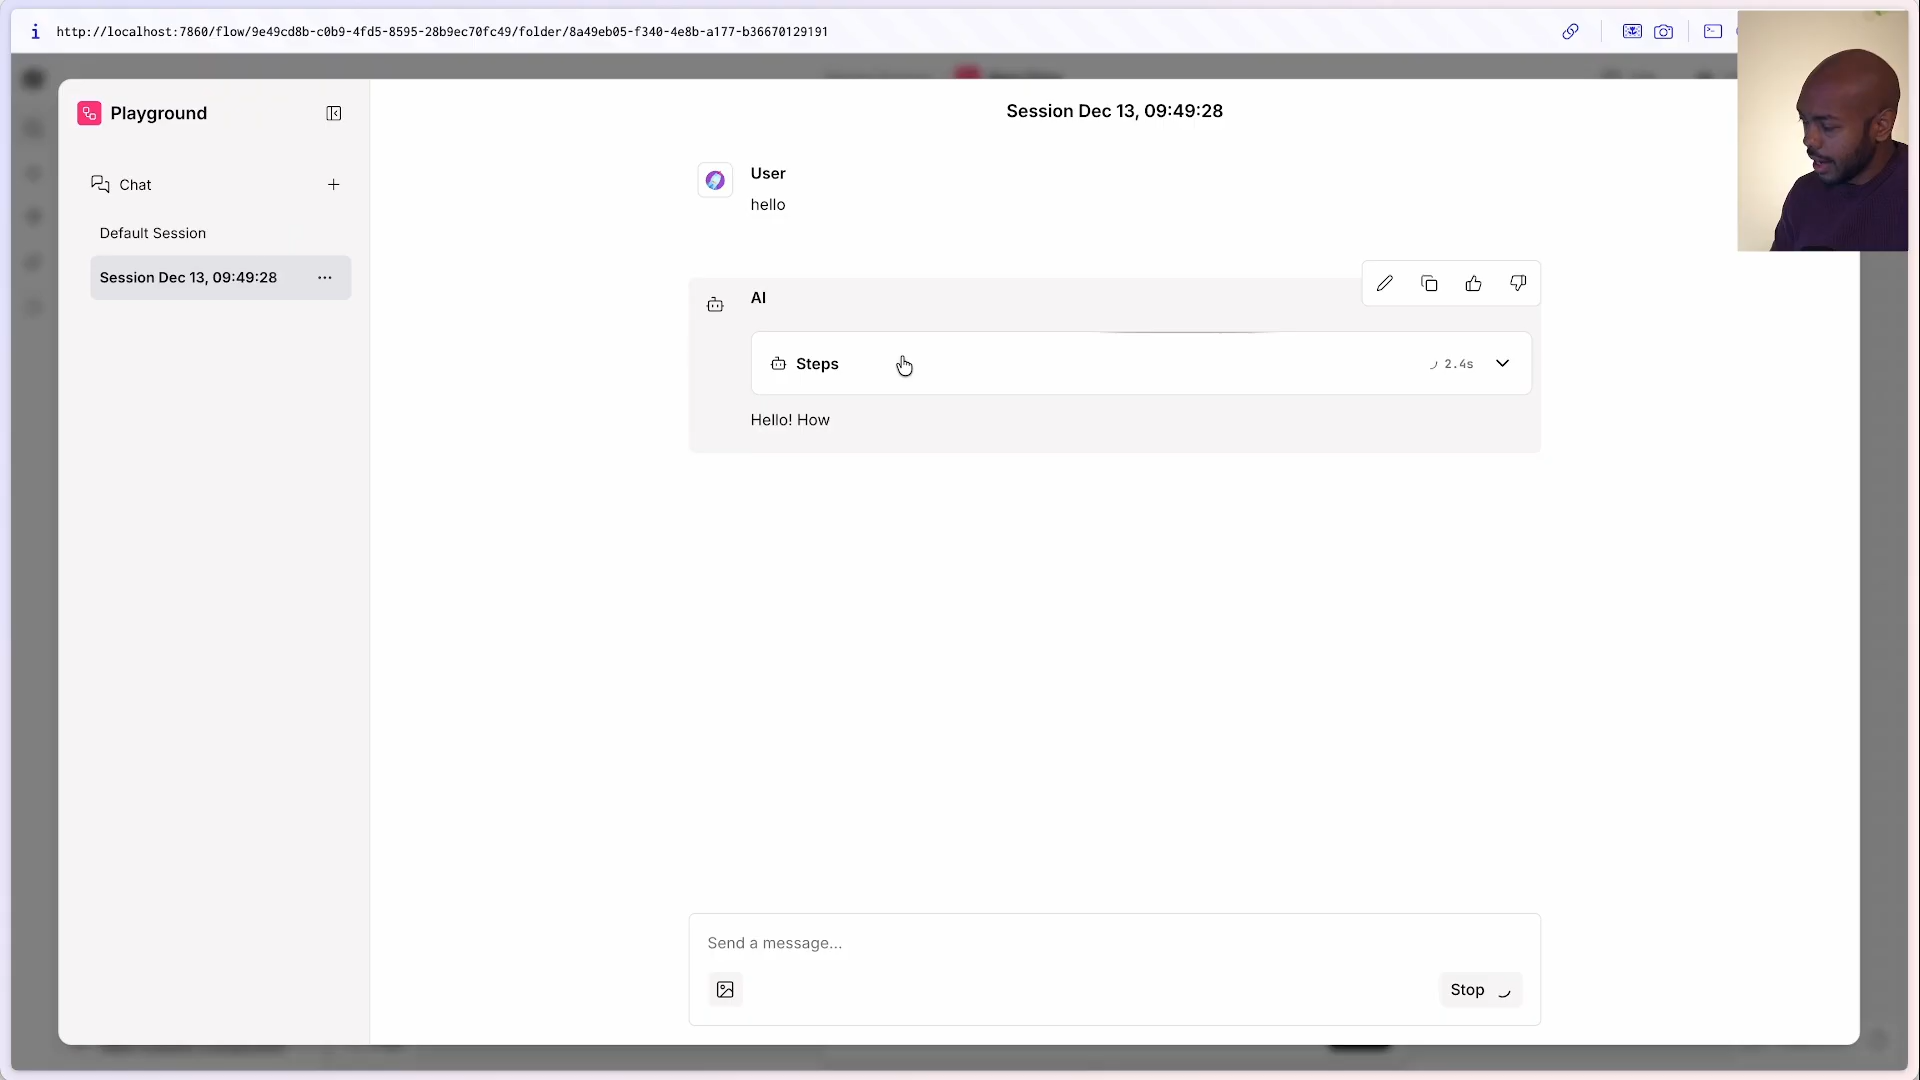 http://localhost:7860/flow/9e49cd8b-c0b9-4fd5-8595-28b9ec70fc49/folder/8a49eb05-f340-4e8b-a177-b36670129191
Playground
Chat
Default Session
Session Dec 13, 09:49:28
Session Dec 13, 09:49:28
User
hello
AI
Steps
2.4s
Hello! How
Send a message...
Stop